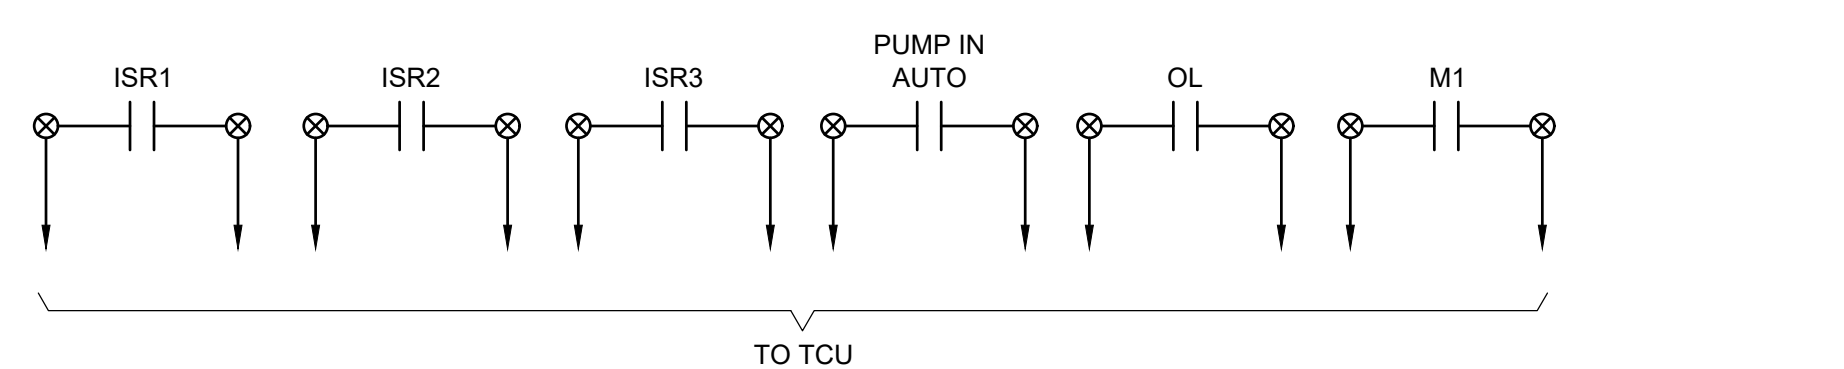 PUMP IN
ISR1 ISR2 ISR3 AUTO OL M1
TO TCU